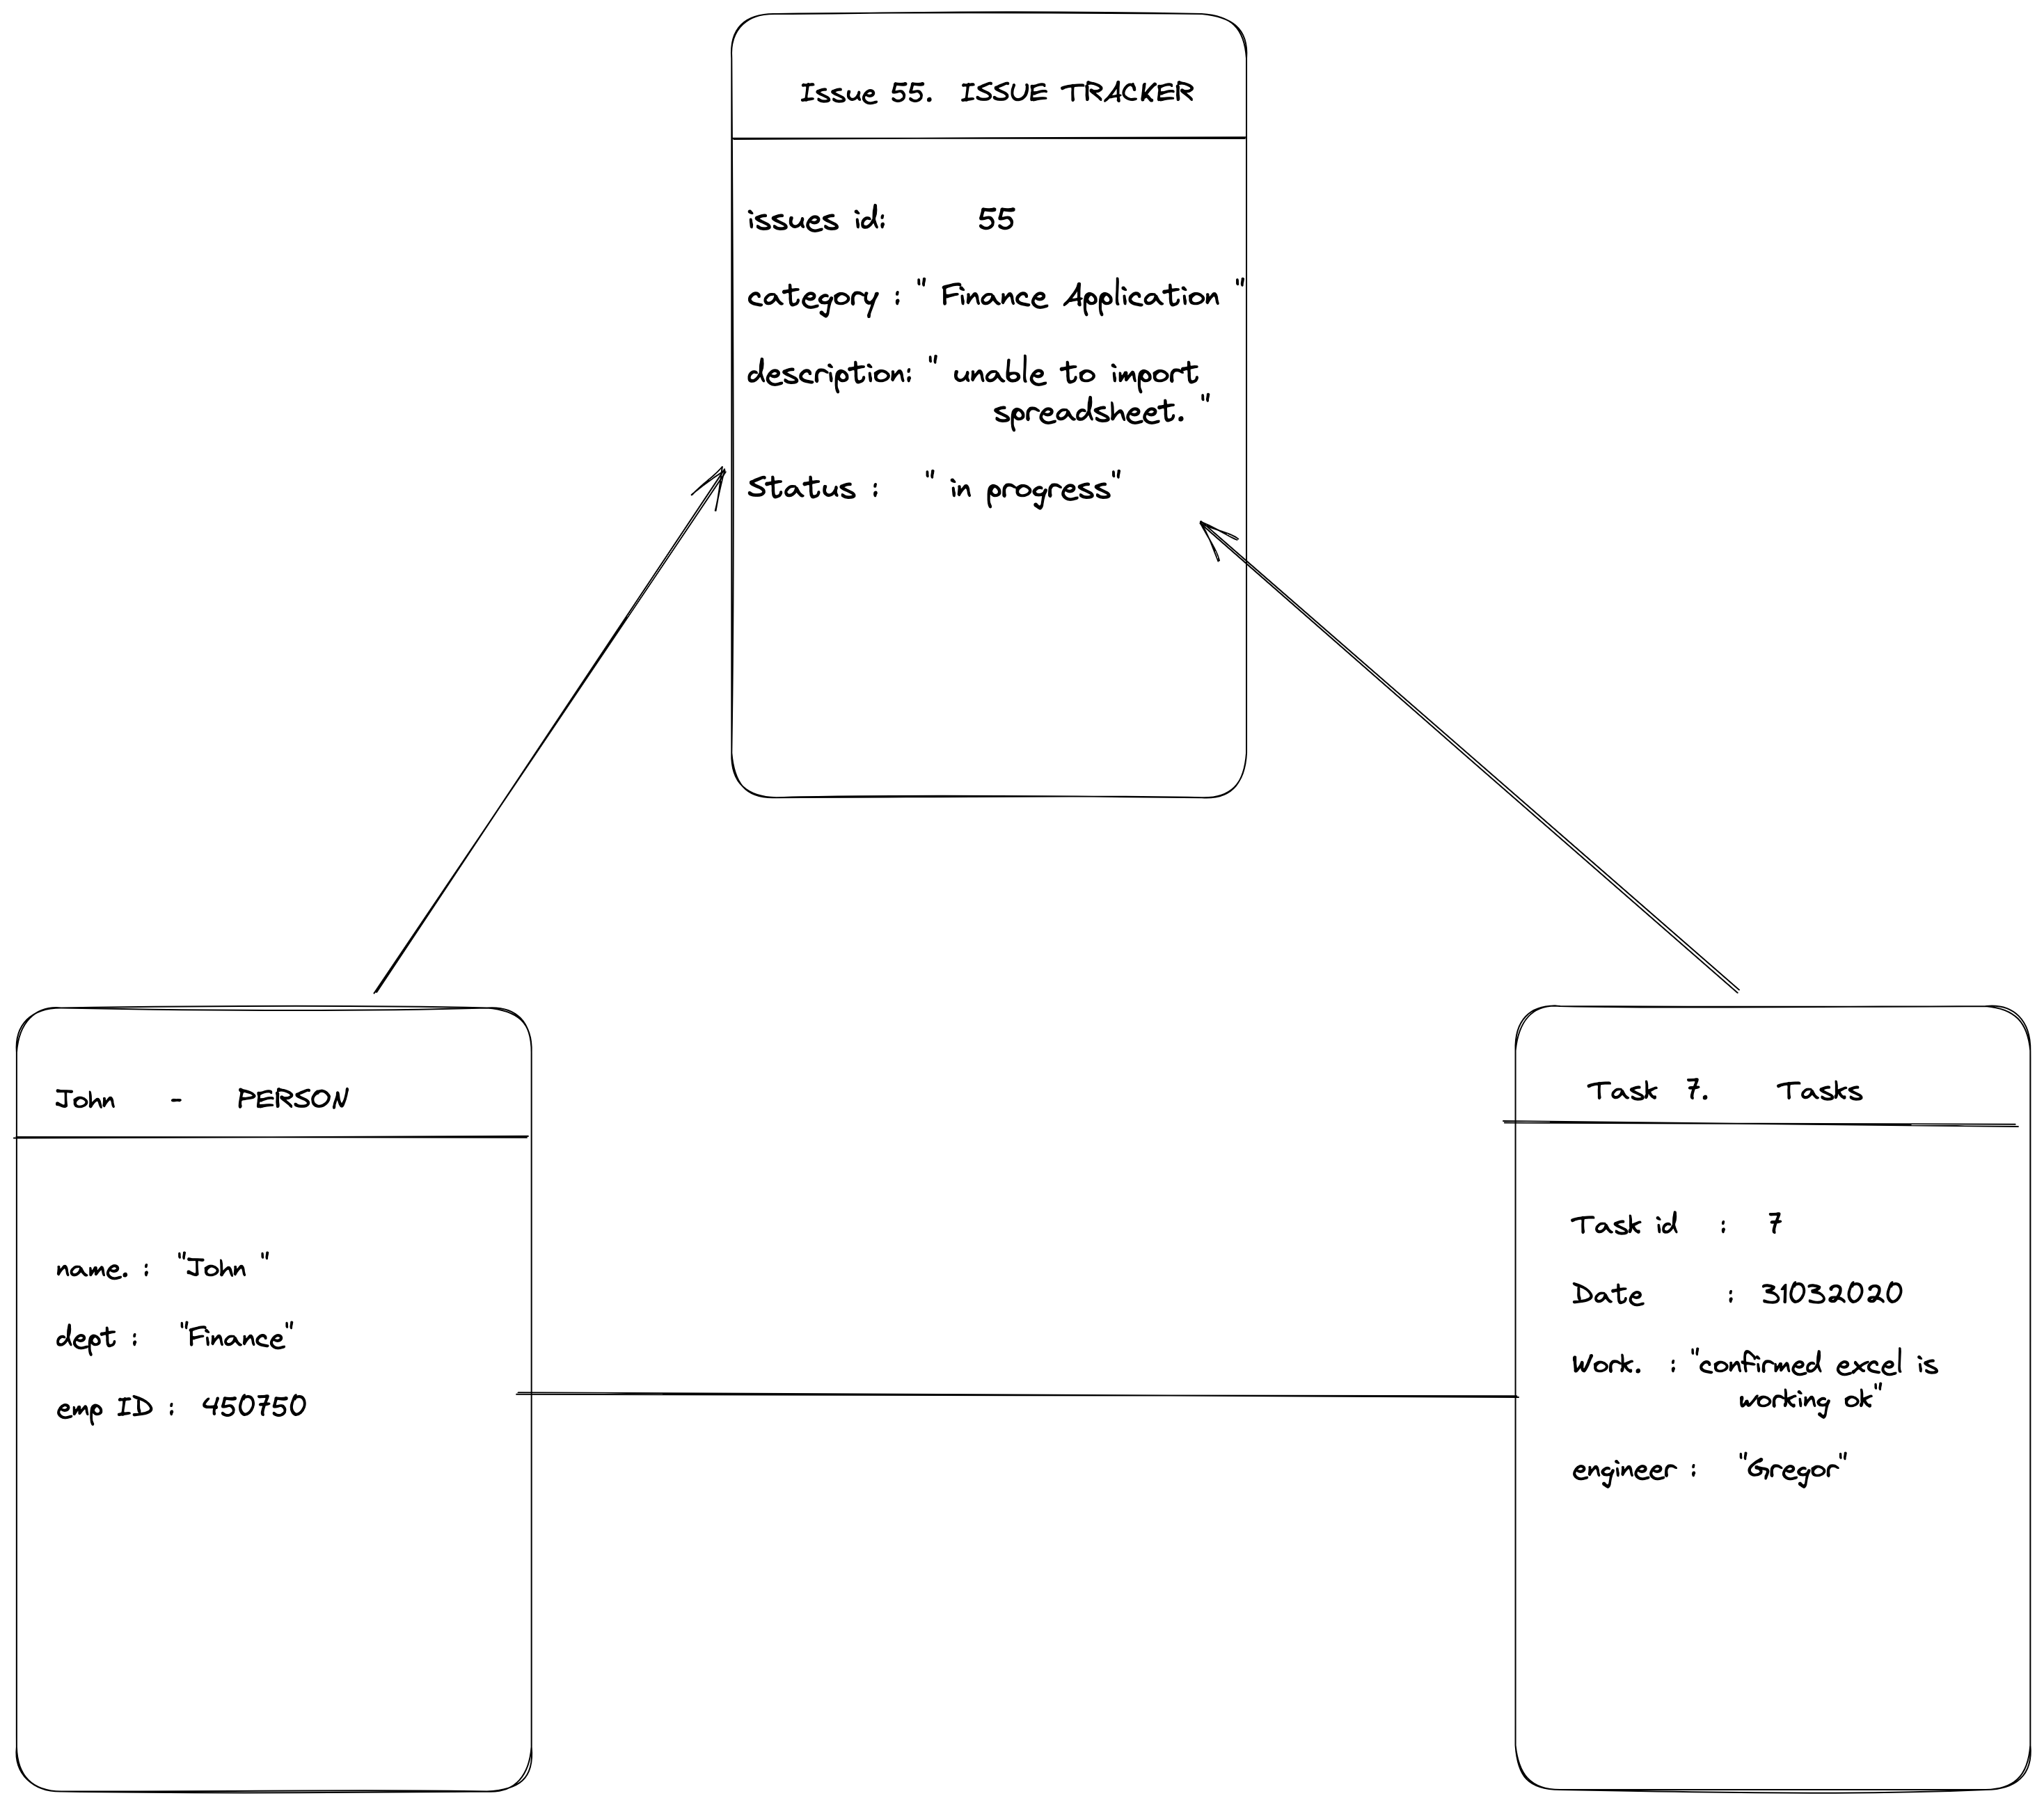 Issue 55. ISSUE TRACKER
issues id: 55
category : " Finance Application "
description: " unable to import
spreadsheet. "
Status : " in progress"
John - PERSON
name. : "John "
dept : "Finance"
emp ID : 450750
Task 7. Tasks
Task id : 7
Date : 31032020
Work. : "confirmed excel is
working ok"
engineer : "Gregor"